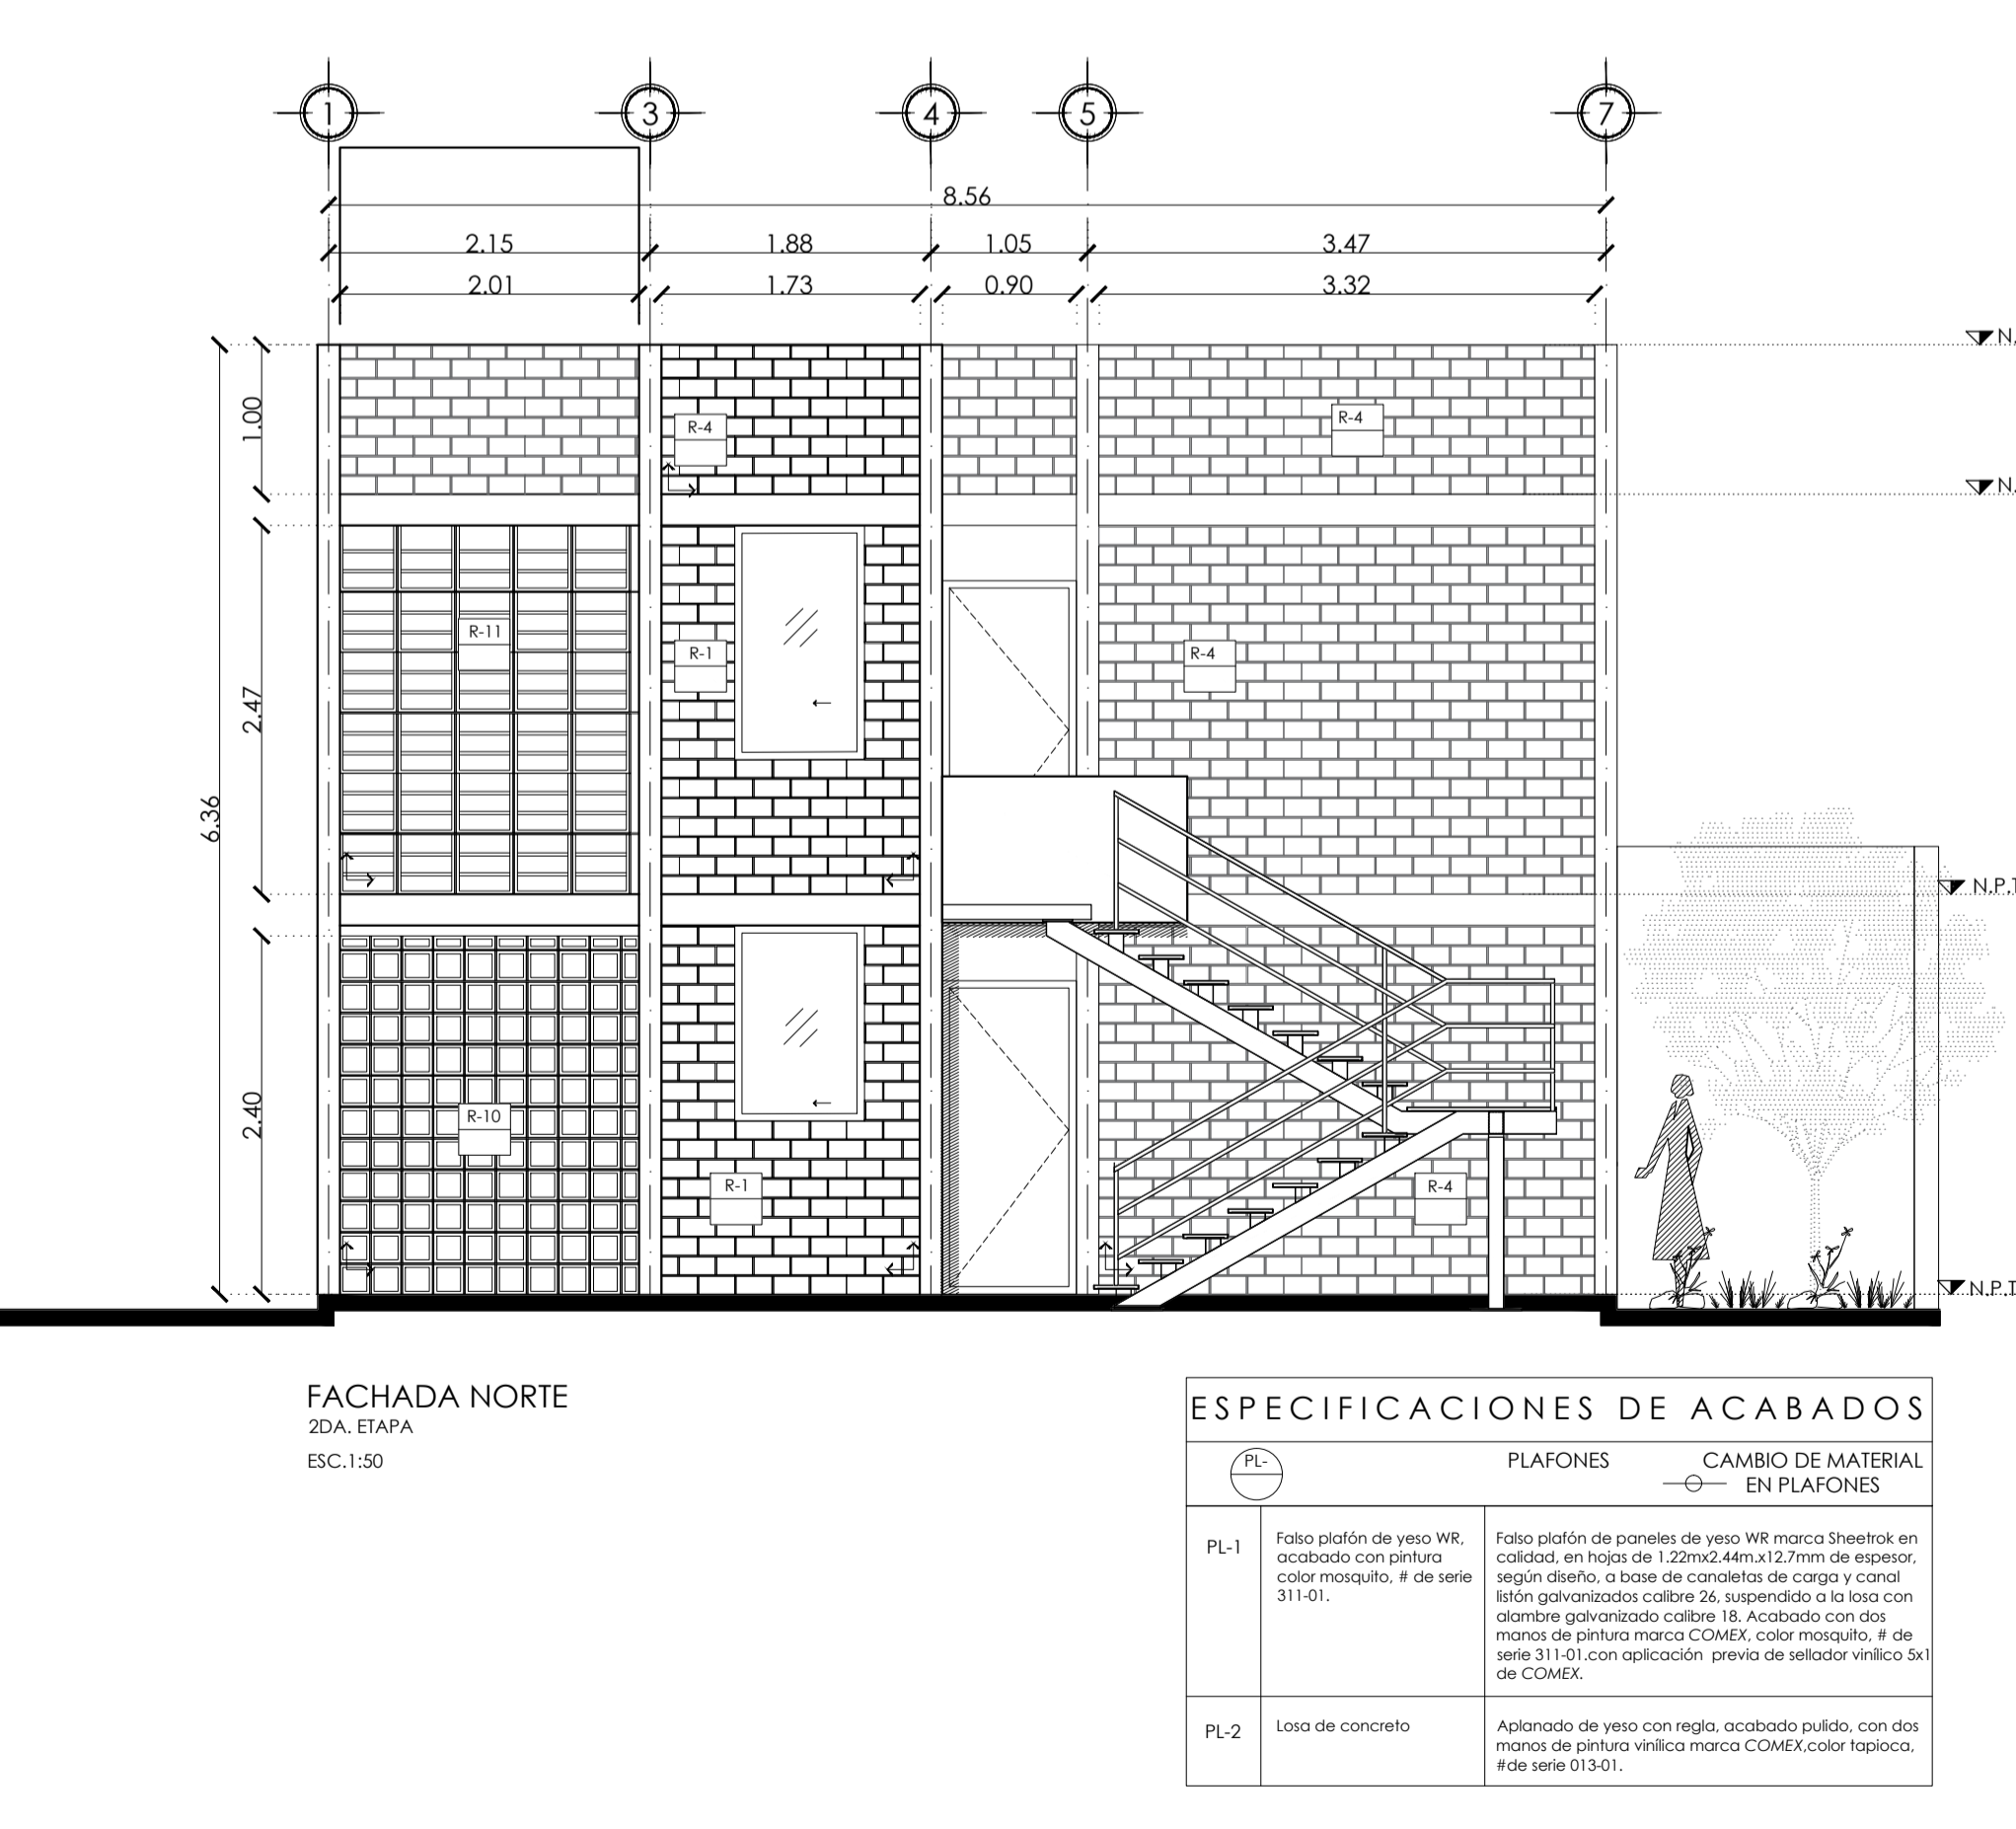 1 3 4 5 7
8.56
2.15 1.88 1.05 3.47
2.01 1.73 0.90 3.32
N.
1.00
R-4
R-4
N.
2.47
R-11
R-1
R-4
6.36
N.P.T
2.40
R-10
R-1
R-4
N.P.T
FACHADA NORTE
2DA. ETAPA
ESC.1:50
ESPECIFICACIONES DE ACABADOS
PL-
PLAFONES
CAMBIO DE MATERIAL
EN PLAFONES
PL-1
Falso plafón de yeso WR,
acabado con pintura
color mosquito, # de serie
311-01.
Falso plafón de paneles de yeso WR marca Sheetrok en
calidad, en hojas de 1.22mx2.44m.x12.7mm de espesor,
según diseño, a base de canaletas de carga y canal
listón galvanizados calibre 26, suspendido a la losa con
alambre galvanizado calibre 18. Acabado con dos
manos de pintura marca COMEX, color mosquito, # de
serie 311-01.con aplicación previa de sellador vinílico 5x1
de COMEX.
PL-2
Losa de concreto
Aplanado de yeso con regla, acabado pulido, con dos
manos de pintura vinílica marca COMEX,color tapioca,
#de serie 013-01.